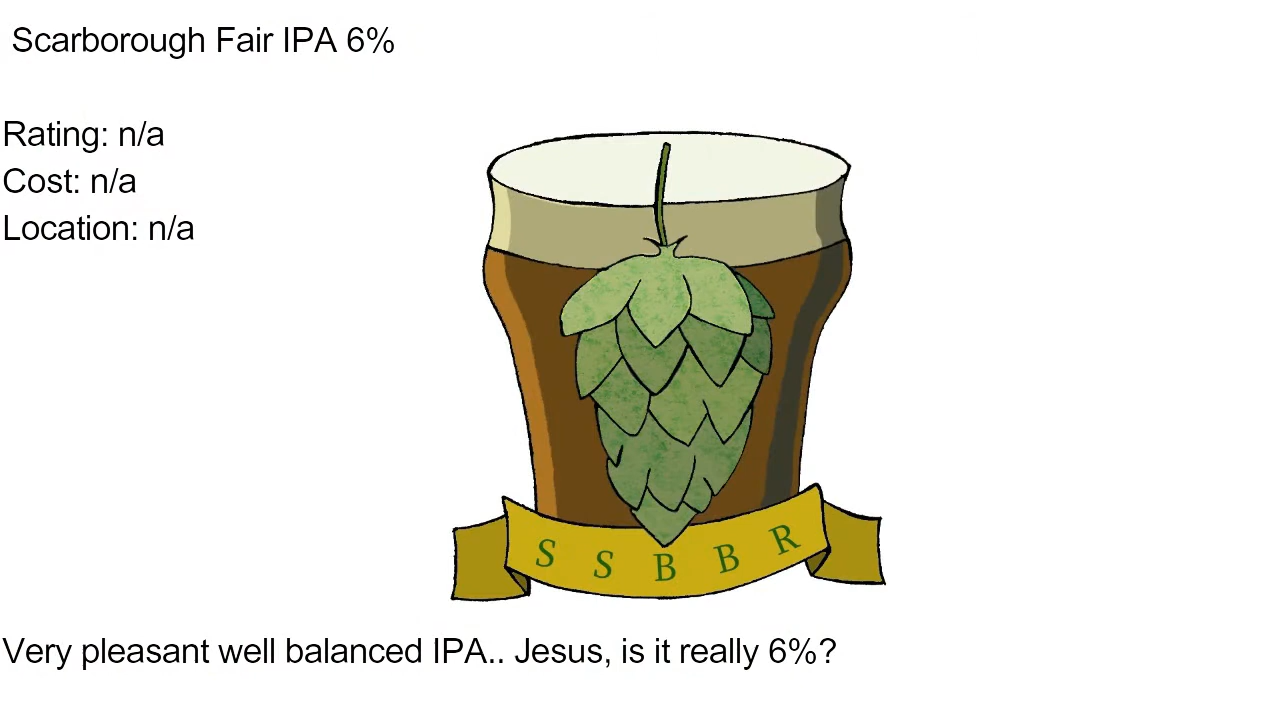 Scarborough Fair IPA 6%
Rating: n/a
Cost: n/a
Location: n/a
S S B B R
Very pleasant well balanced IPA.. Jesus, is it really 6%?